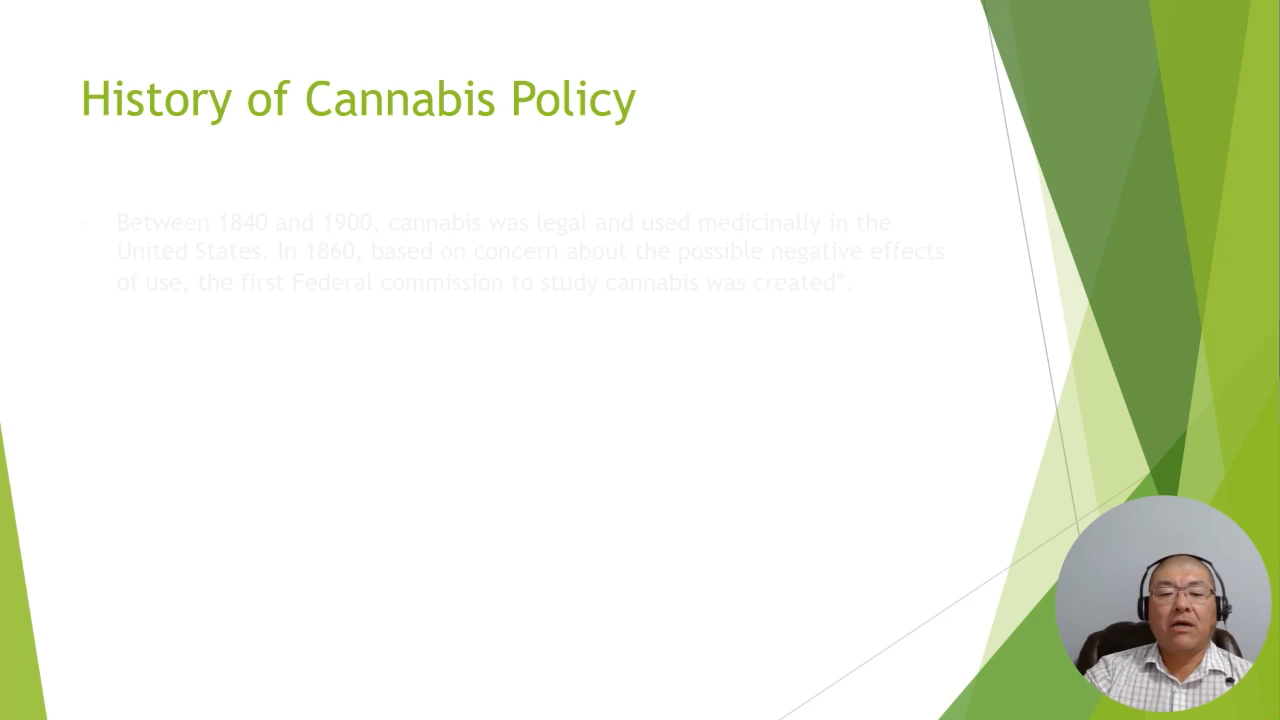 History of Cannabis Policy
Between 1840 and 1900, cannabis was legal and used medicinally in the
United States. In 1860, based on concern about the possible negative effects
of use, the first Federal commission to study cannabis was created*.